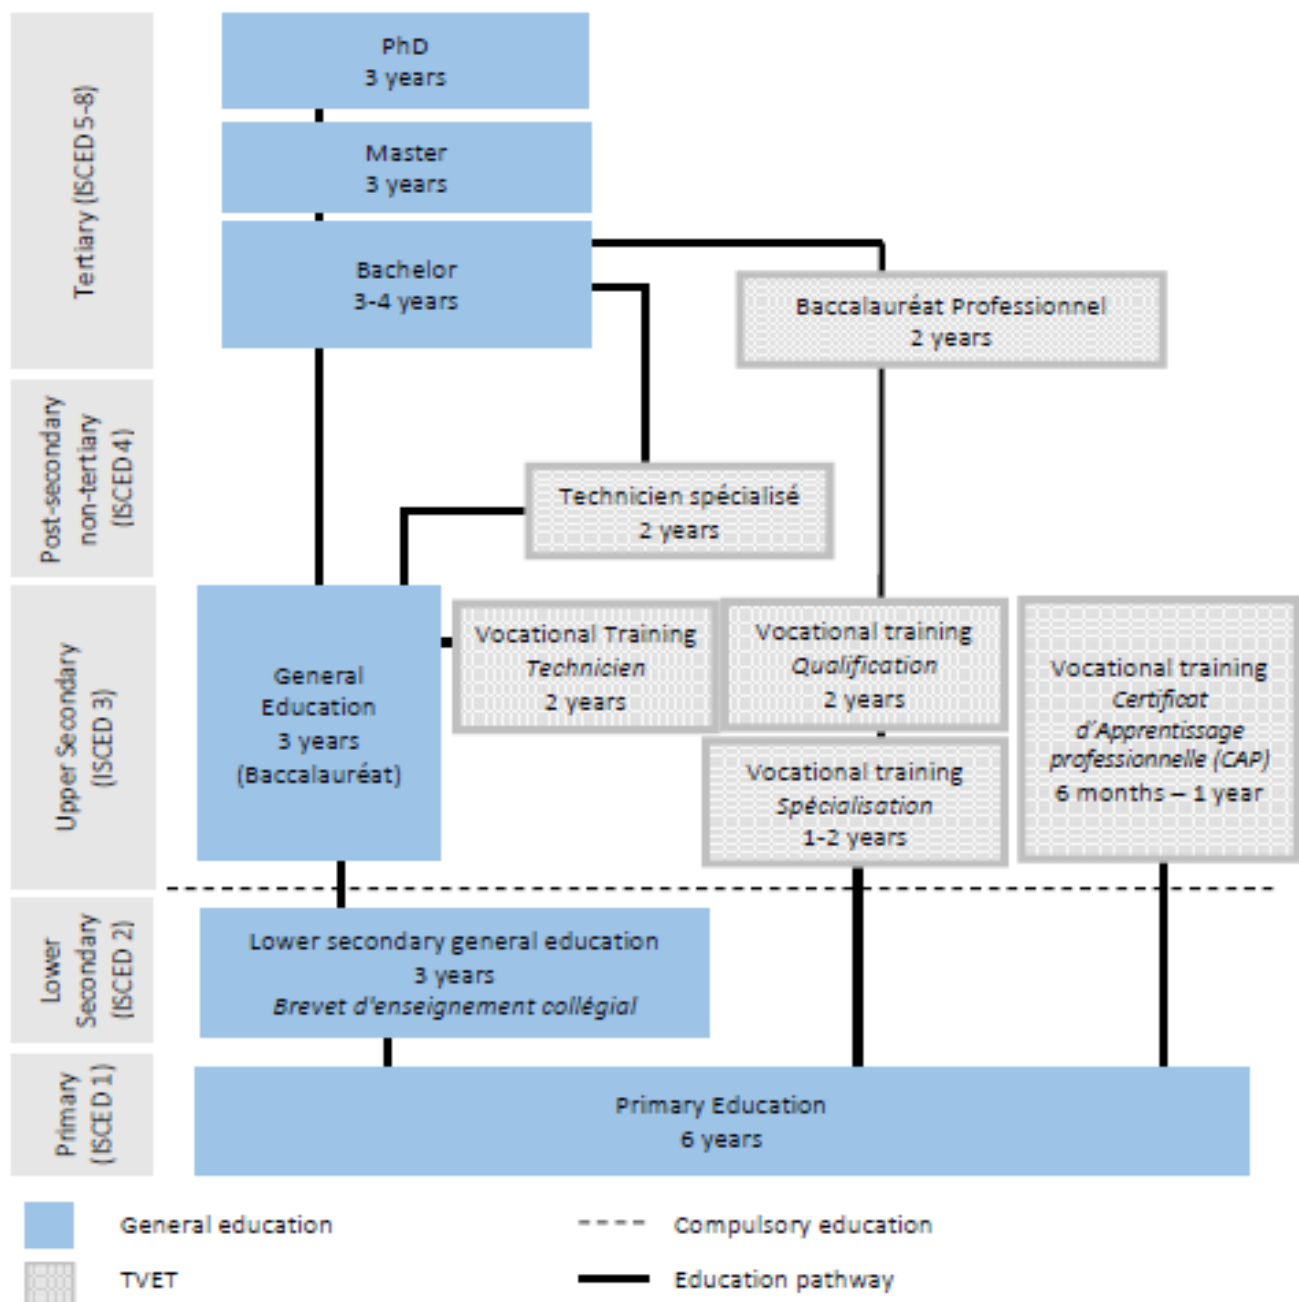 Tertiary (ISCED 5-8)
PhD
3 years
Master
3 years
Bachelor
3-4 years
Baccalauréat Professionnel
2 years
Post-secondary
non-tertiary
(ISCED 4)
Technicien spécialisé
2 years
Upper Secondary
(ISCED 3)
General
Education
3 years
(Baccalauréat)
Vocational Training
Technicien
2 years
Vocational training
Qualification
2 years
Vocational training
Spécialisation
1-2 years
Vocational training
Certificat
d'Apprentissage
professionnelle (CAP)
6 months – 1 year
Lower
Secondary
(ISCED 2)
Lower secondary general education
3 years
Brevet d'enseignement collégial
Primary
(ISCED 1)
Primary Education
6 years
General education
Compulsory education
TVET
Education pathway